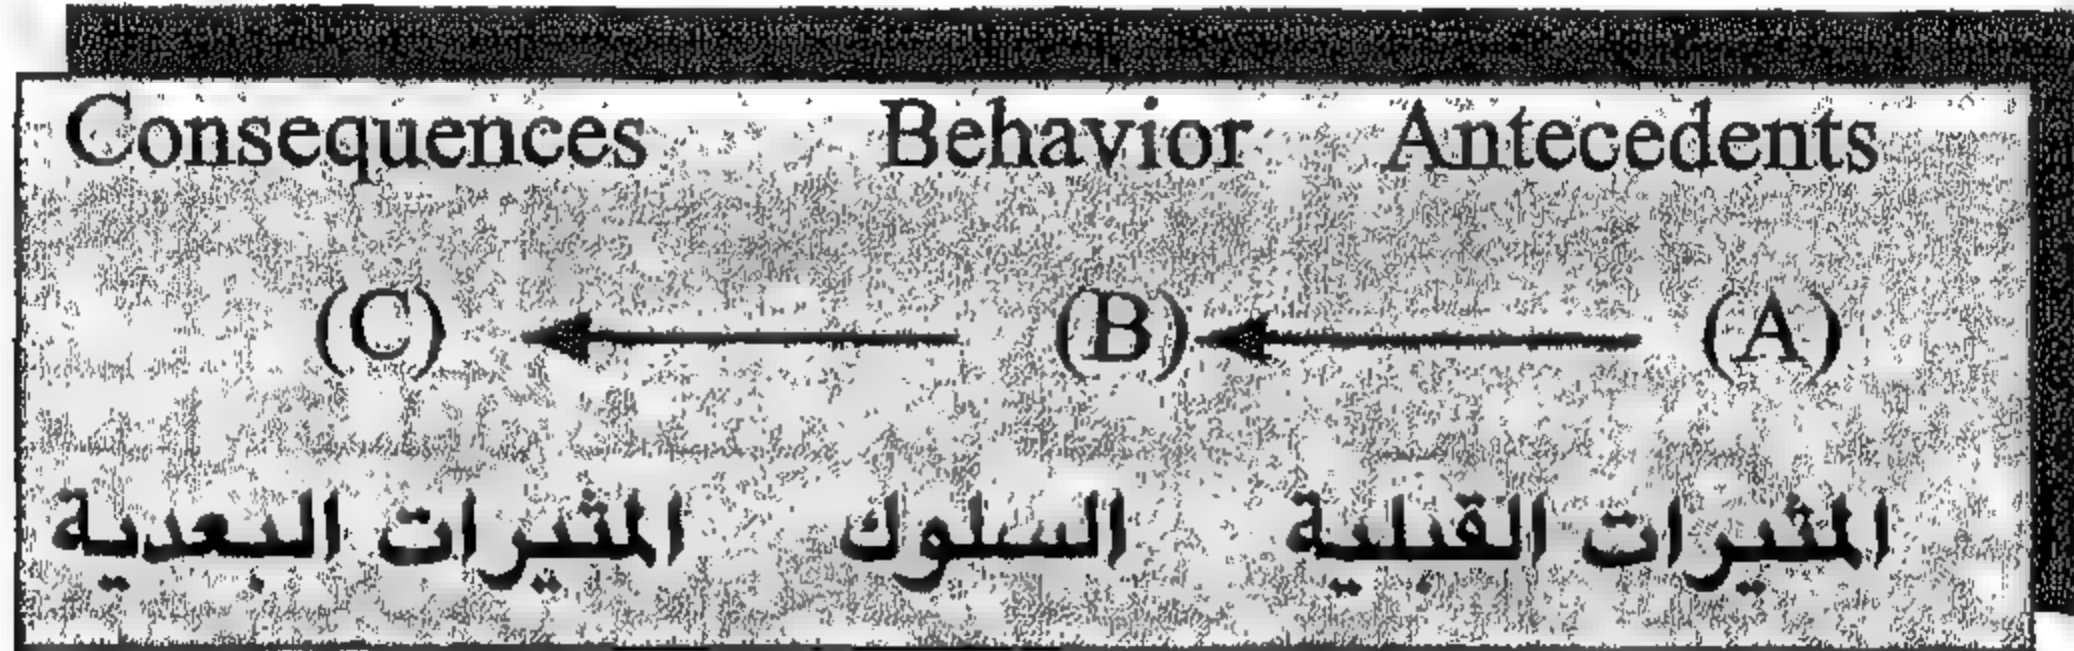 Consequences Behavior Antecedents
(C) (B) (A)
المثيرات القبلية السلوك المثيرات البعدية